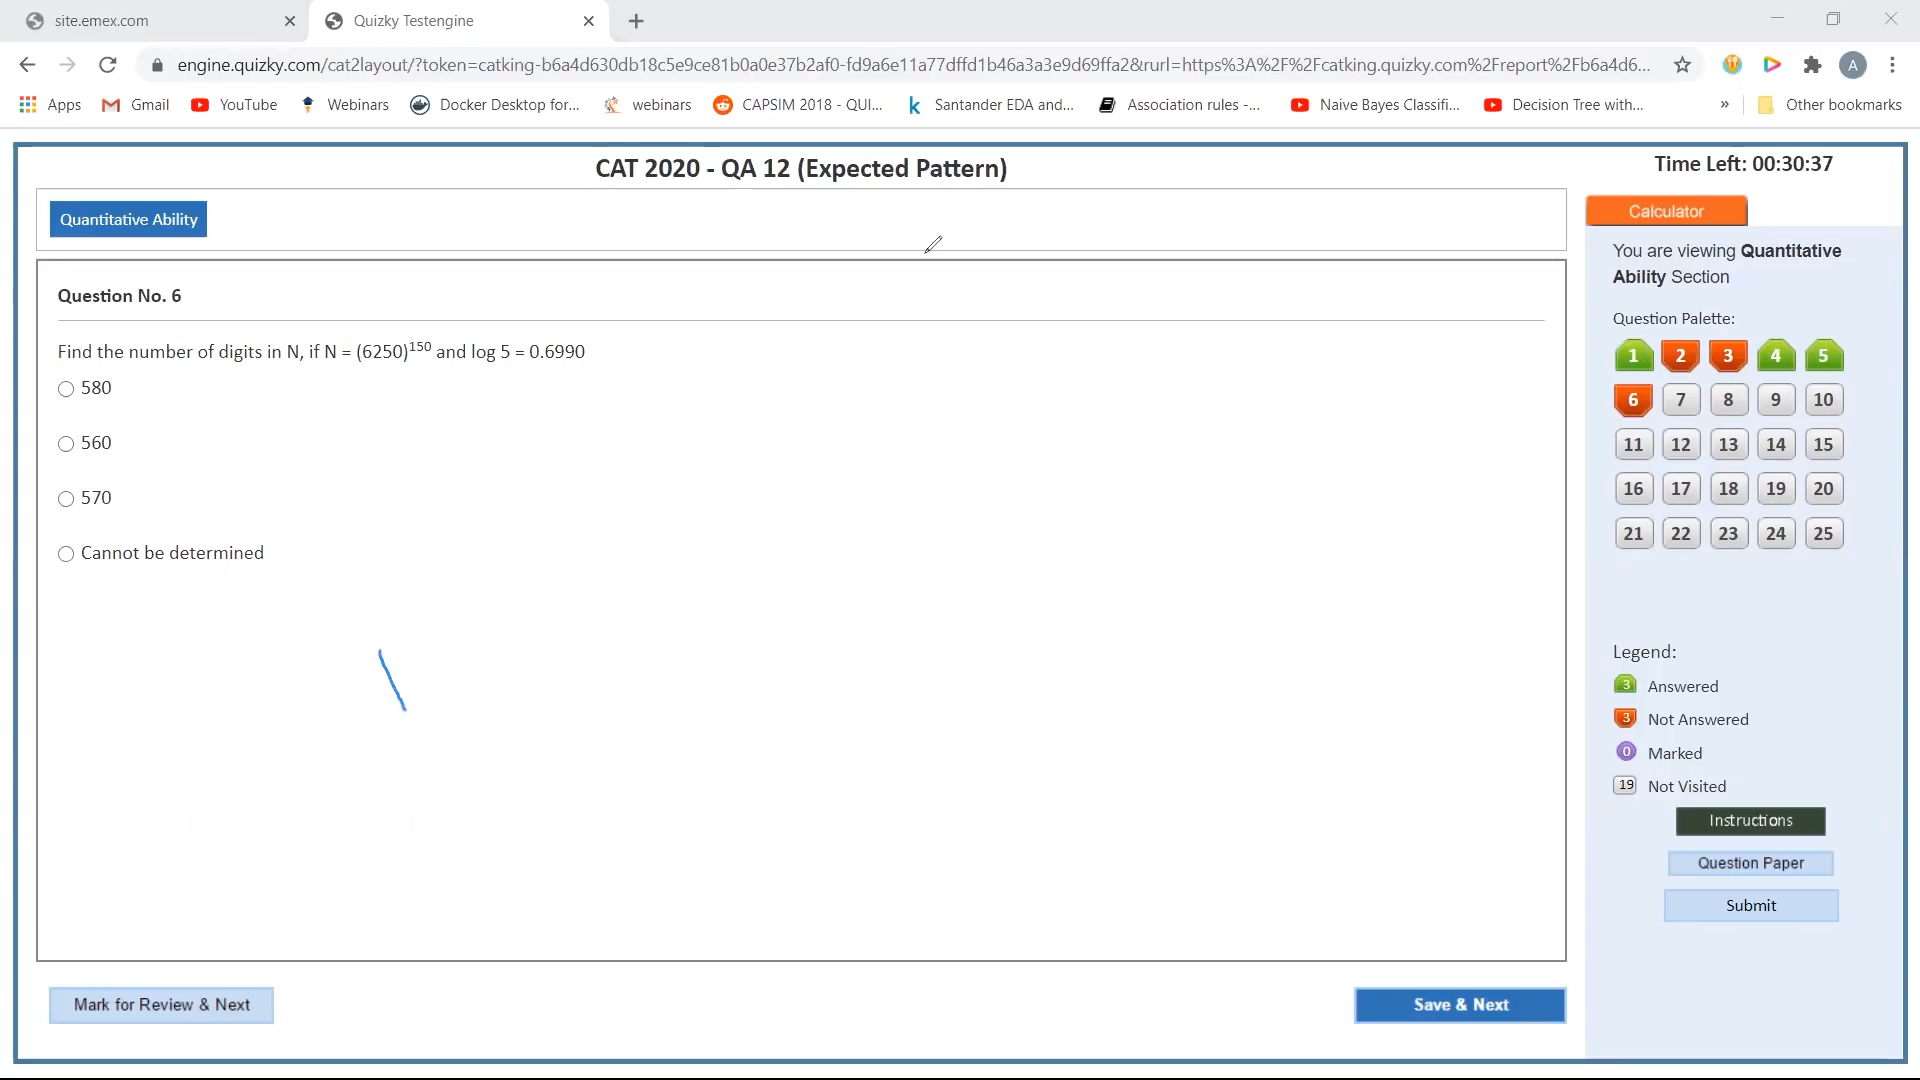 site.emex.com
Quizky Testengine
engine.quizky.com/cat2layout/?token=catking-b6a4d630db18c5e9ce81b0a0e37b2af0-fd9a6e11a77dffd1b46a3a3e9d69ffa2&rurl=https%3A%2F%2Fcatking.quizky.com%2Freport%2Fb6a4d6...
A
Apps
Gmail
YouTube
Webinars
Docker Desktop for...
webinars
CAPSIM 2018 - QUI...
k
Santander EDA and...
Association rules -...
Naive Bayes Classifi...
Decision Tree with...
»
Other bookmarks
CAT 2020 - QA 12 (Expected Pattern)
Time Left: 00:30:37
Quantitative Ability
Calculator
You are viewing Quantitative
Ability Section
Question No. 6
Question Palette:
Find the number of digits in N, if N = (6250)^150 and log 5 = 0.6990
580
560
570
Cannot be determined
1 2 3 4 5
6 7 8 9 10
11 12 13 14 15
16 17 18 19 20
21 22 23 24 25
Legend:
3 Answered
3 Not Answered
0 Marked
19 Not Visited
Instructions
Question Paper
Submit
Mark for Review & Next
Save & Next